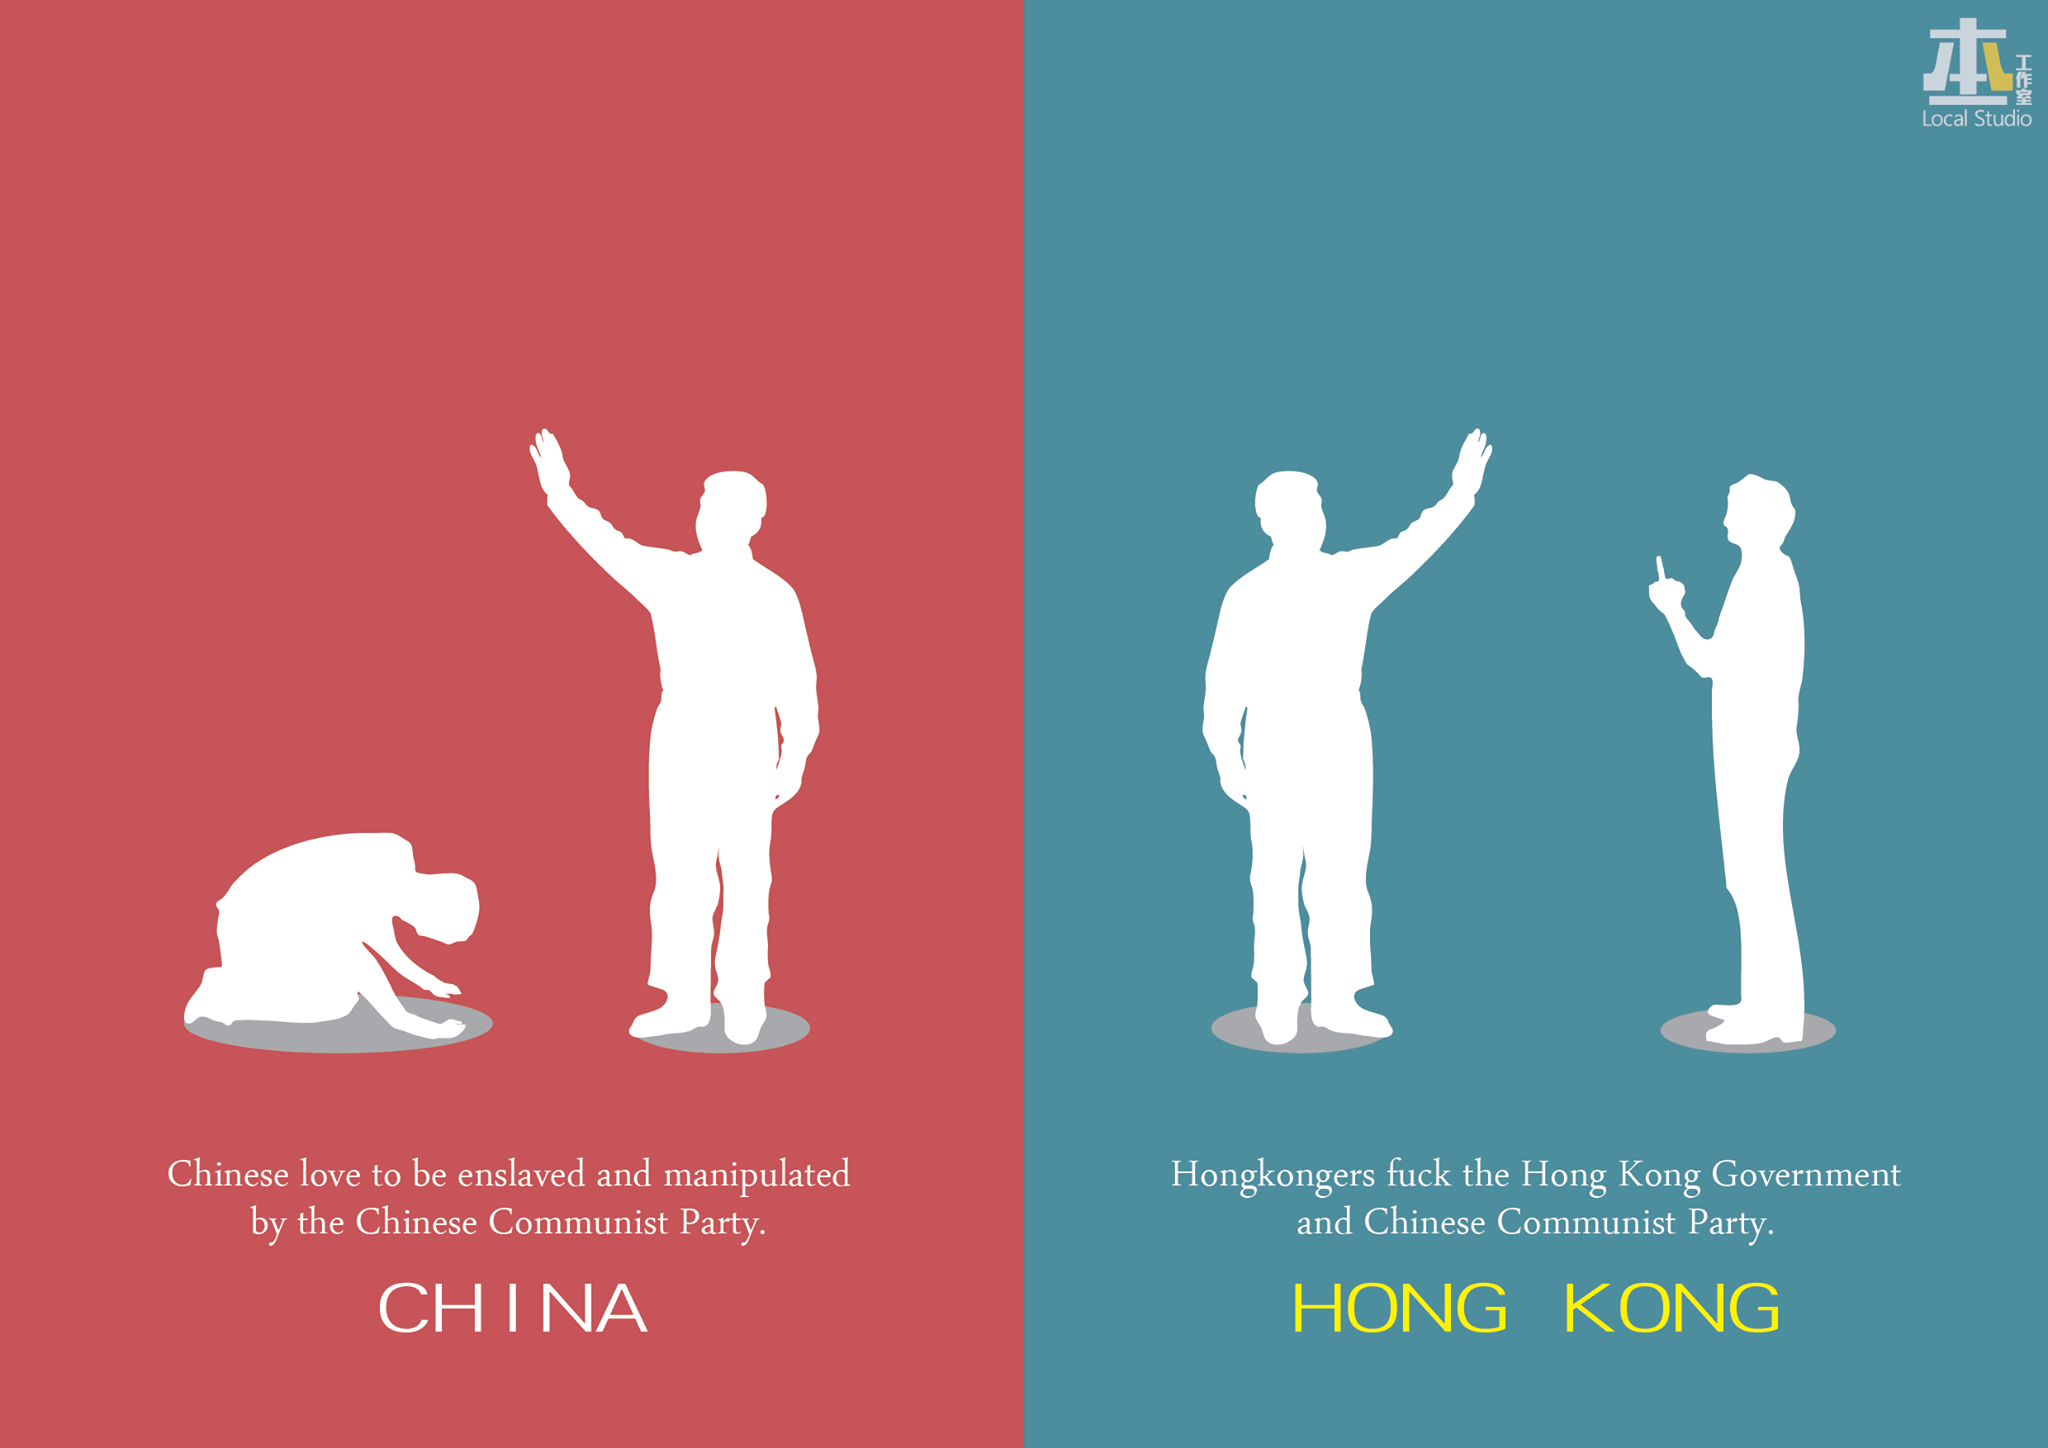 本土
工作室
Local Studio
Chinese love to be enslaved and manipulated
by the Chinese Communist Party.
CHINA
Hongkongers fuck the Hong Kong Government
and Chinese Communist Party.
HONG KONG